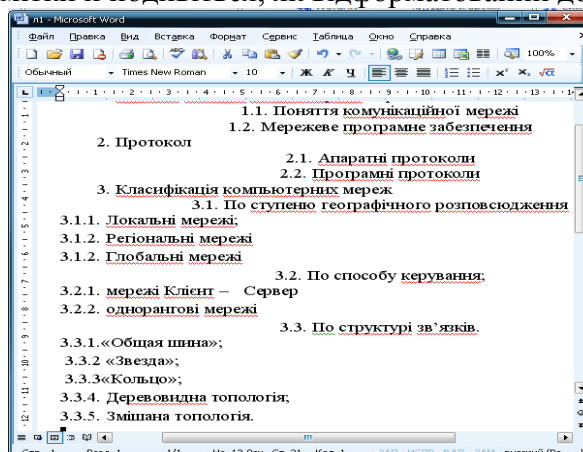 п1 - Microsoft Word
Файл Правка Вид Вставка Формат Сервис Таблица Окно Справка
100%
Обычный Times New Roman 10 Ж К Ч
1.1. Поняття комунікаційної мережі
1.2. Мережеве програмне забезпечення
2. Протокол
2.1. Апаратні протоколи
2.2. Програмні протоколи
3. Класифікація компьютерних мереж
3.1. По ступеню географічного розповсюдження
3.1.1. Локальні мережі;
3.1.2. Регіональні мережі
3.1.2. Глобальні мережі
3.2. По способу керування;
3.2.1. мережі Клієнт – Сервер
3.2.2. однорангові мережі
3.3. По структурі зв’язків.
3.3.1.«Общая шина»;
3.3.2 «Звезда»;
3.3.3«Кольцо»;
3.3.4. Деревовидна топологія;
3.3.5. Змішана топологія.